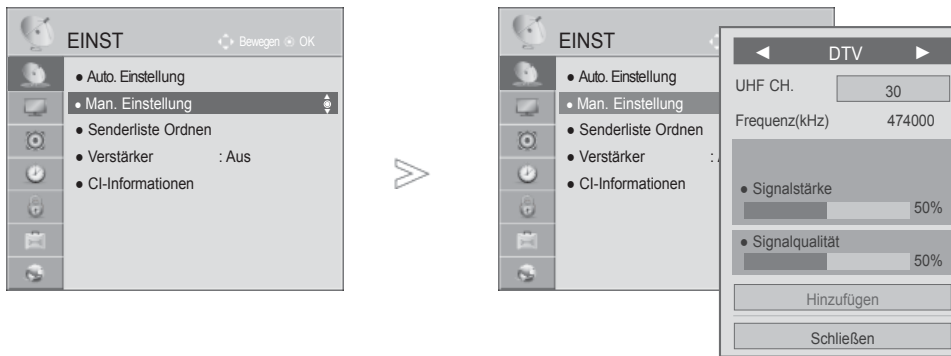 EINST
Bewegen OK
● Auto. Einstellung
● Man. Einstellung
● Senderliste Ordnen
● Verstärker : Aus
● CI-Informationen
EINST
● Auto. Einstellung
● Man. Einstellung
● Senderliste Ordnen
● Verstärker :
● CI-Informationen
◄ DTV ►
UHF CH. 30
Frequenz(kHz) 474000
● Signalstärke
50%
● Signalqualität
50%
Hinzufügen
Schließen